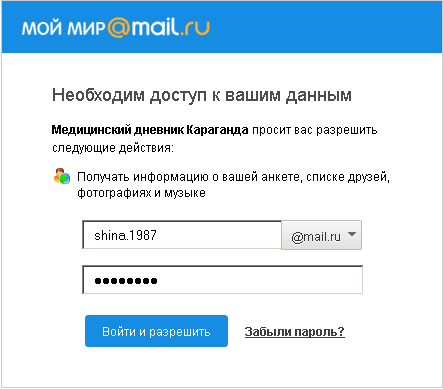 мой мир@mail.ru
Необходим доступ к вашим данным
Медицинский дневник Караганда просит вас разрешить
следующие действия:
Получать информацию о вашей анкете, списке друзей,
фотографиях и музыке
shina.1987 @mail.ru
●●●●●●●●
Войти и разрешить Забыли пароль?